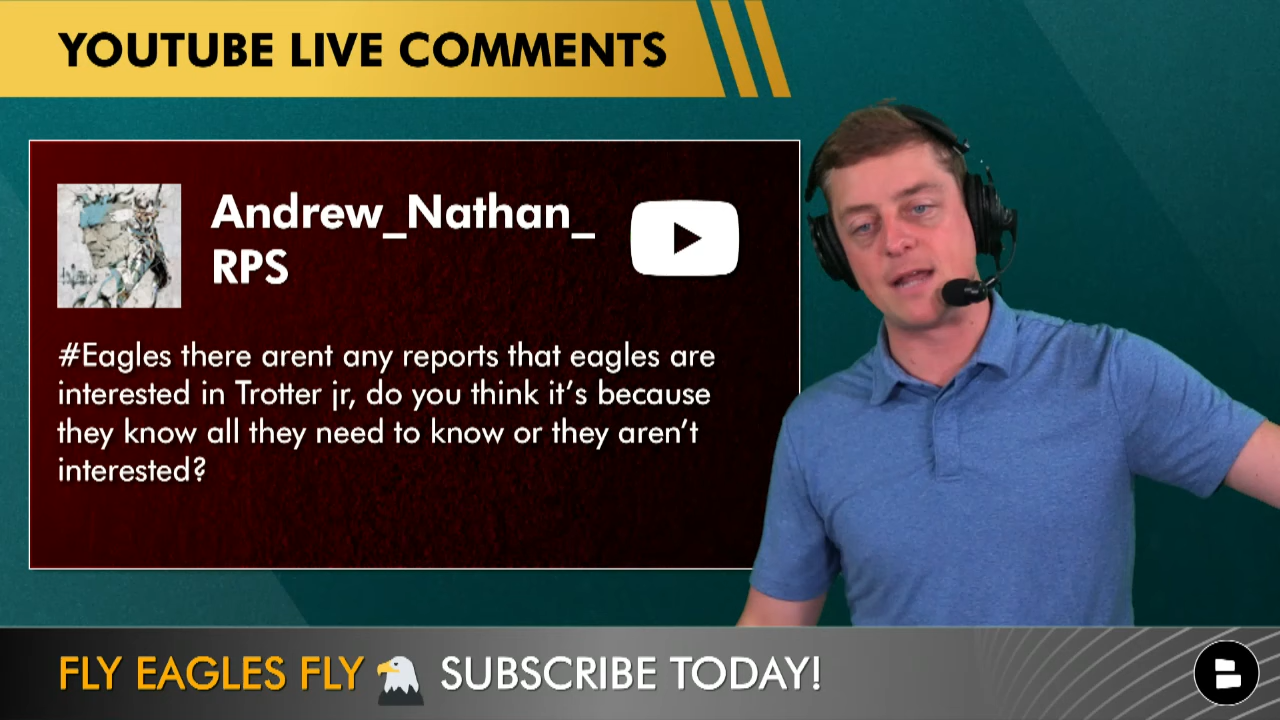 YOUTUBE LIVE COMMENTS
Andrew_Nathan_
RPS
#Eagles there arent any reports that eagles are
interested in Trotter jr, do you think it's because
they know all they need to know or they aren't
interested?
FLY EAGLES FLY SUBSCRIBE TODAY!